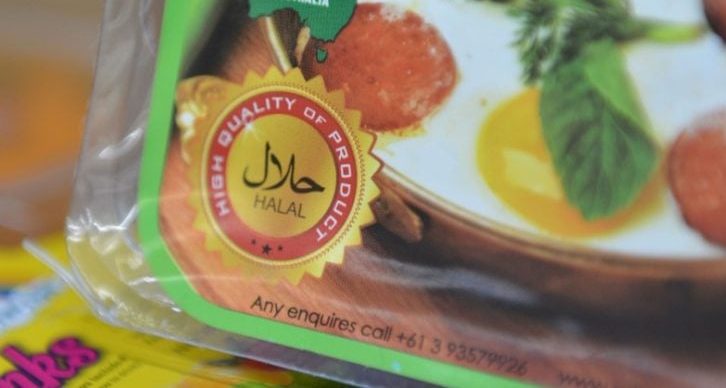 HIGH QUALITY OF PRODUCT
حلال
HALAL
Any enquires call +61 3 93579926